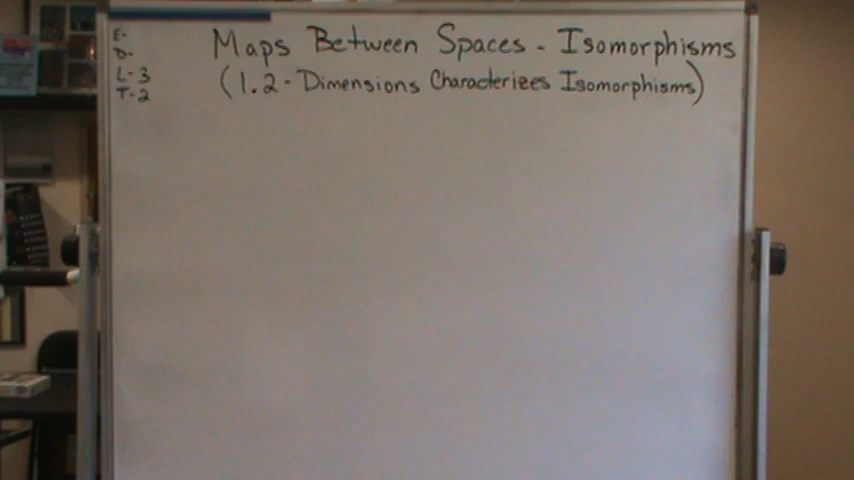 E-
D-
L-3
T-2
Maps Between Spaces - Isomorphisms
(1.2- Dimensions Characterizes Isomorphisms)